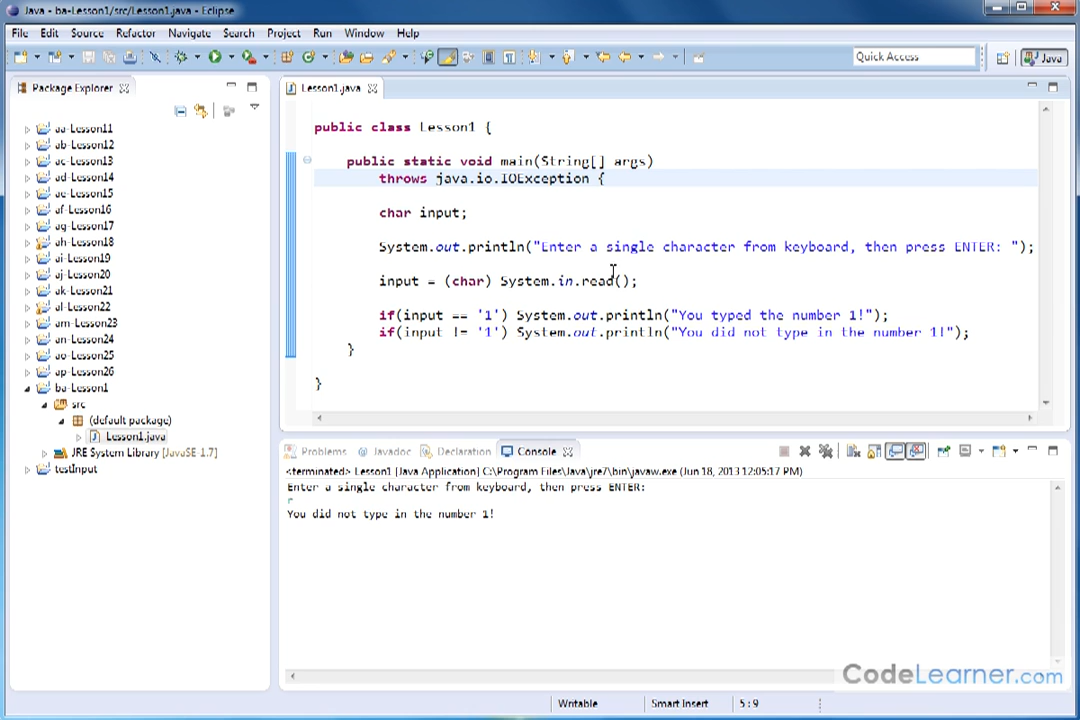 Java - ba-Lesson1/src/Lesson1.java - Eclipse
File Edit Source Refactor Navigate Search Project Run Window Help
Quick Access
Java
Package Explorer
Lesson1.java
aa-Lesson11
ab-Lesson12
ac-Lesson13
ad-Lesson14
ae-Lesson15
af-Lesson16
ag-Lesson17
ah-Lesson18
ai-Lesson19
aj-Lesson20
ak-Lesson21
al-Lesson22
am-Lesson23
an-Lesson24
ao-Lesson25
ap-Lesson26
ba-Lesson1
src
(default package)
Lesson1.java
JRE System Library [JavaSE-1.7]
testInput
public class Lesson1 {
public static void main(String[] args)
throws java.io.IOException {
char input;
System.out.println("Enter a single character from keyboard, then press ENTER: ");
input = (char) System.in.read();
if(input == '1') System.out.println("You typed the number 1!");
if(input != '1') System.out.println("You did not type in the number 1!");
}
}
Problems @ Javadoc Declaration Console
<terminated> Lesson1 [Java Application] C:\Program Files\Java\jre7\bin\javaw.exe (Jun 18, 2013 12:05:17 PM)
Enter a single character from keyboard, then press ENTER:
r
You did not type in the number 1!
CodeLearner.com
Writable Smart Insert 5:9